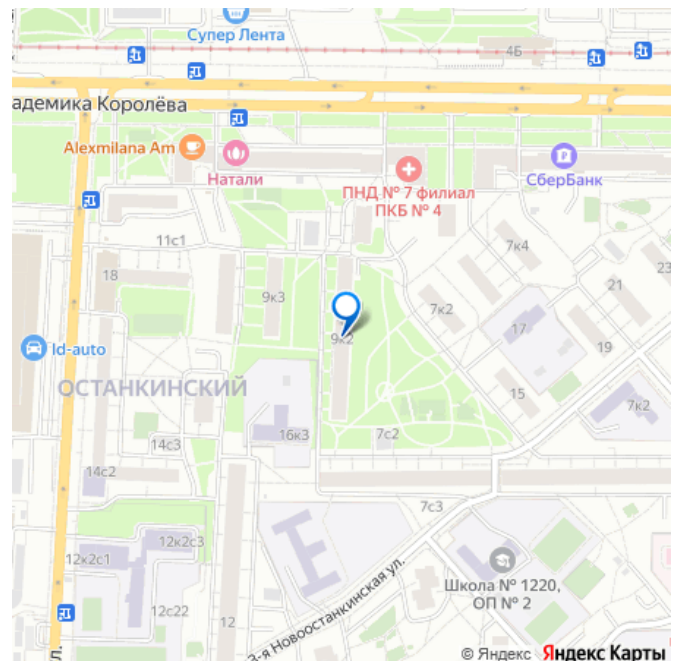 Супер Лента
4Б
адемика Королёва
Alexmilana Am
Натали
ПНД № 7 филиал
ПКБ № 4
СберБанк
11с1
7к4
18
9к3
21
23
7к2
9к2
17
Id-auto
19
ОСТАНКИНСКИЙ
15
7к2
16к3
7с2
14с3
14с2
7с3
12к2с3
12к2с1
Школа № 1220,
ОП № 2
12с22
12
3-я Новоостанкинская ул.
© Яндекс Яндекс Карты